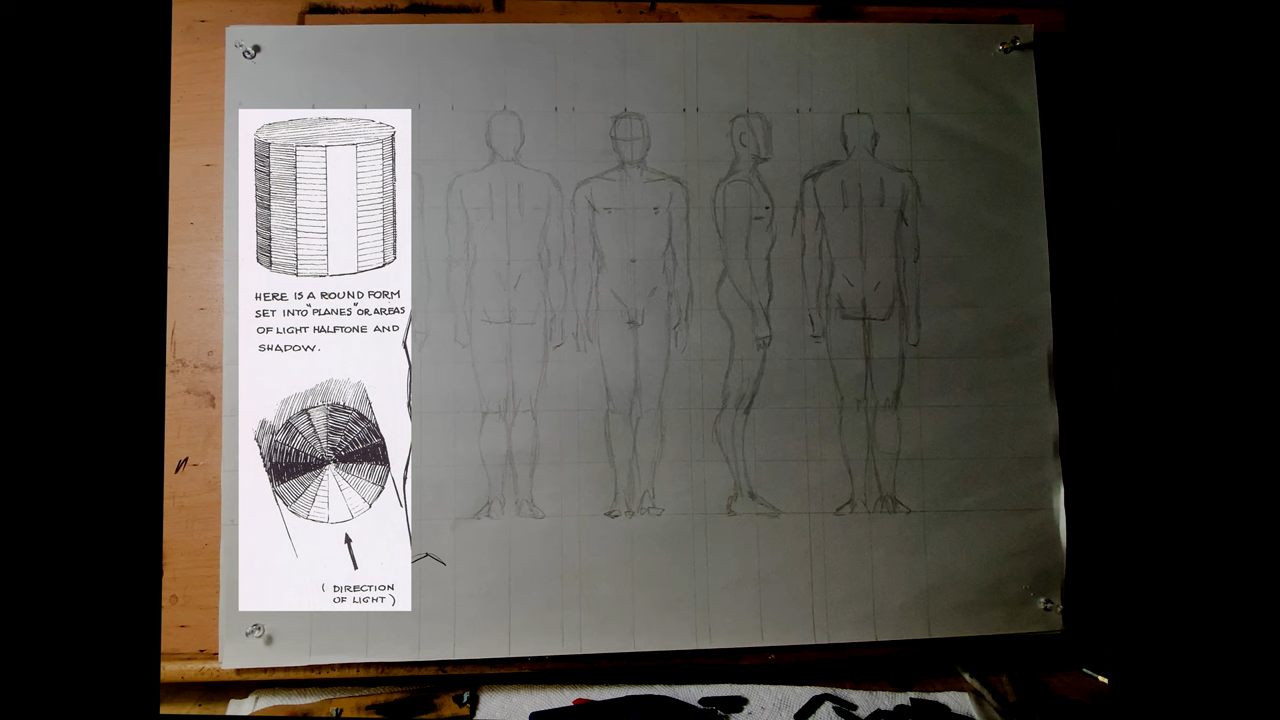 HERE IS A ROUND FORM
SET INTO "PLANES" OR AREAS
OF LIGHT HALFTONE AND
SHADOW.
( DIRECTION
OF LIGHT )